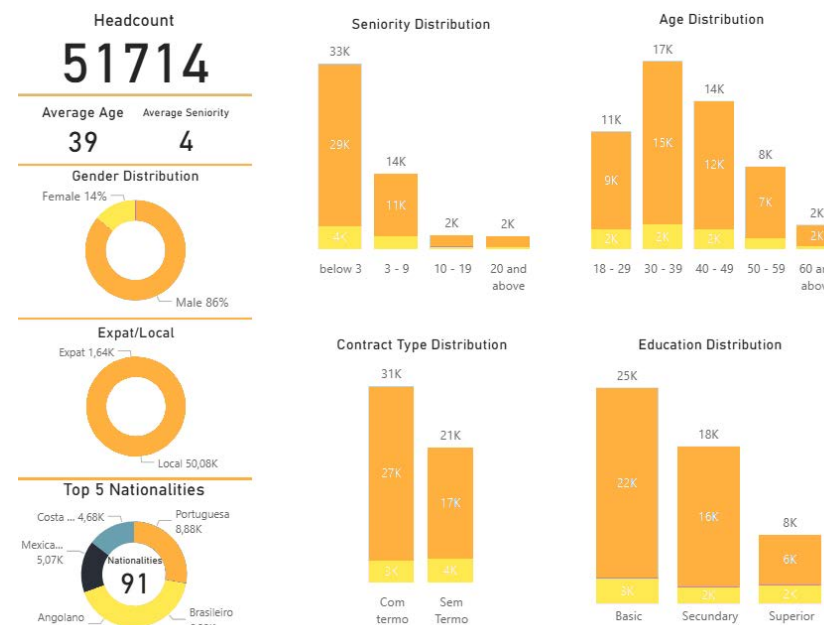 Headcount
51714
Average Age
39
Average Seniority
4
Gender Distribution
Female 14%
Male 86%
Expat/Local
Expat 1,64K
Local 50,08K
Top 5 Nationalities
Costa ... 4,68K
Portuguesa
8,88K
Mexica...
5,07K
Nationalities
91
Angolano
Brasileiro
Seniority Distribution
33K
29K
4K
14K
11K
2K
2K
below 3
3 - 9
10 - 19
20 and
above
Age Distribution
11K
9K
2K
17K
15K
2K
14K
12K
2K
8K
7K
2K
2K
18 - 29
30 - 39
40 - 49
50 - 59
60 an
abov
Contract Type Distribution
31K
27K
3K
21K
17K
4K
Com
termo
Sem
Termo
Education Distribution
25K
22K
3K
18K
16K
2K
8K
6K
2K
Basic
Secundary
Superior